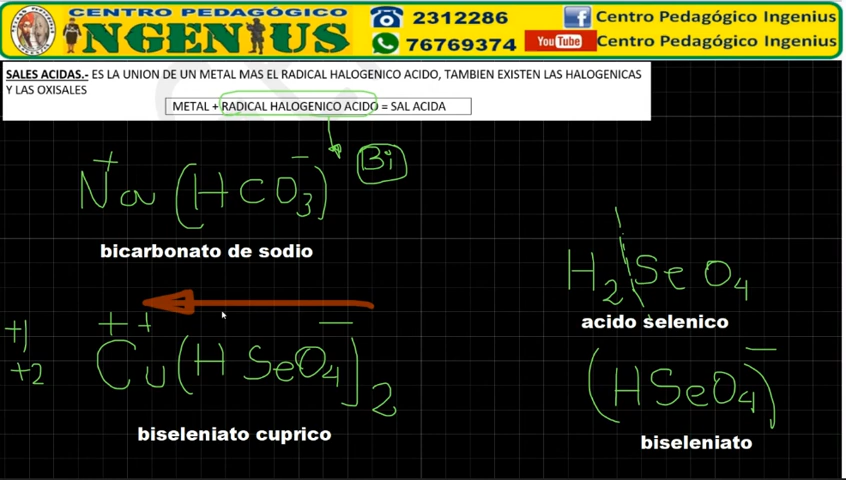 CENTRO PEDAGÓGICO
INGENIUS
2312286
76769374
Centro Pedagógico Ingenius
YouTube Centro Pedagógico Ingenius
SALES ACIDAS.- ES LA UNION DE UN METAL MAS EL RADICAL HALOGENICO ACIDO, TAMBIEN EXISTEN LAS HALOGENICAS
Y LAS OXISALES
METAL + RADICAL HALOGENICO ACIDO = SAL ACIDA
Bi
+ −
Na (HCO3)
bicarbonato de sodio
+1
+2
++ −
Cu(HSeO4)2
biseleniato cuprico
H2SeO4
acido selenico
−
(HSeO4)
biseleniato